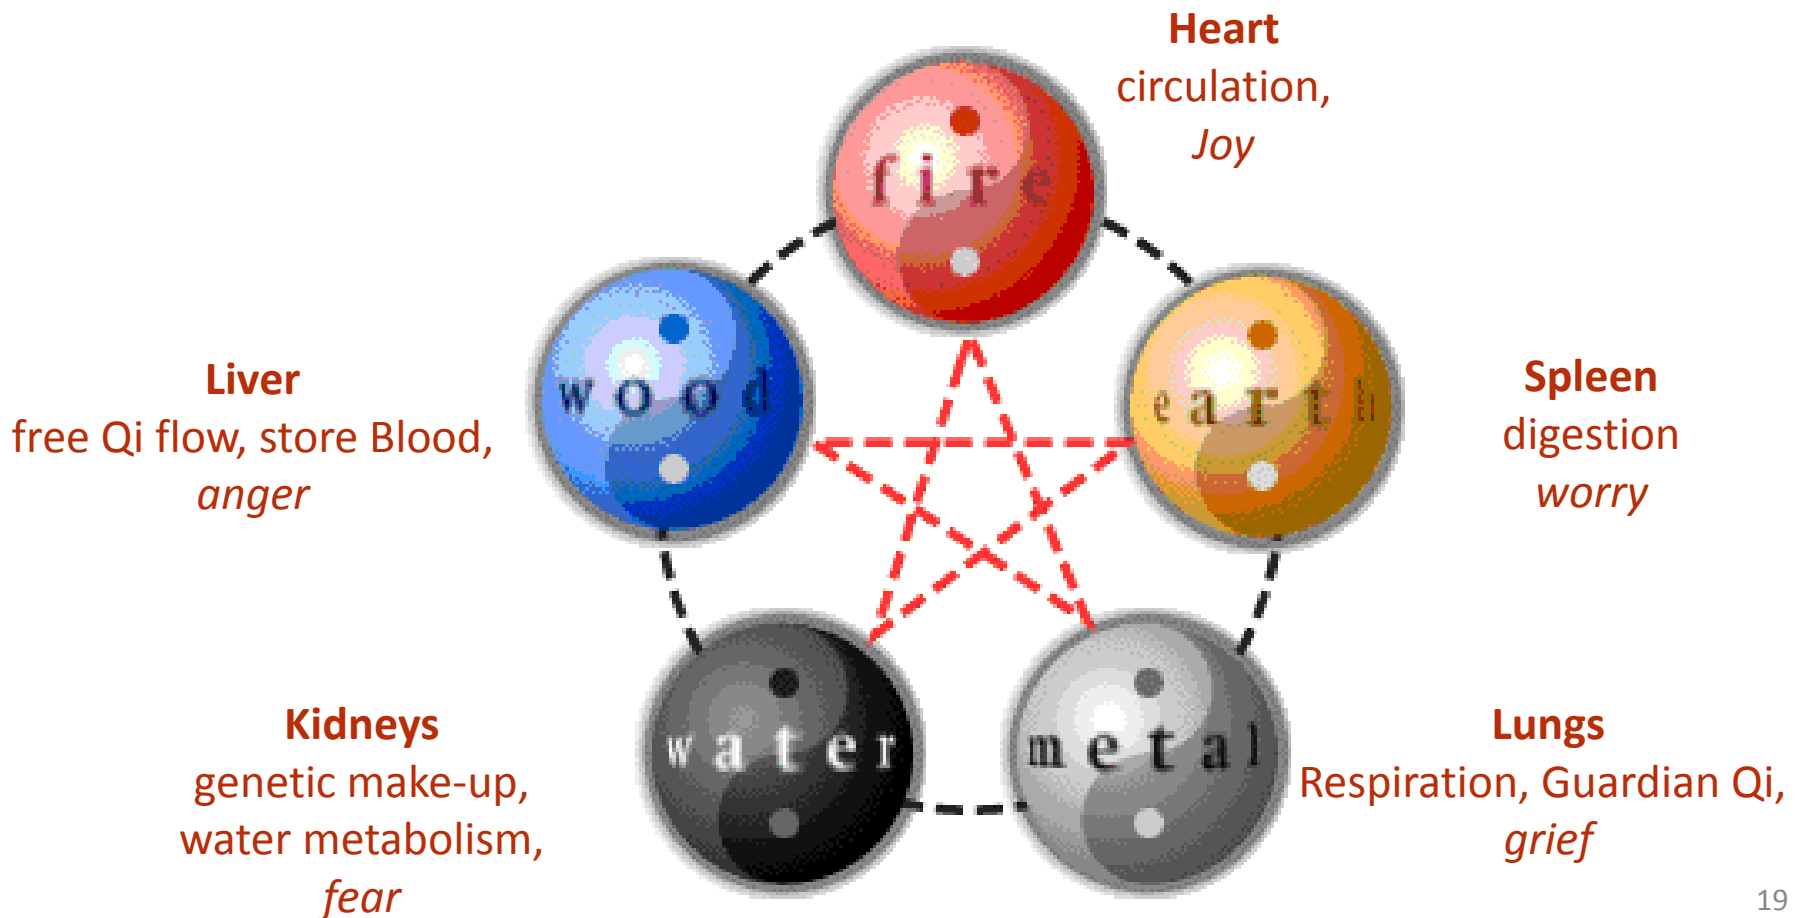 Heart
circulation,
Joy
fire
wood
earth
Liver
free Qi flow, store Blood,
anger
Spleen
digestion
worry
water
metal
Kidneys
genetic make-up,
water metabolism,
fear
Lungs
Respiration, Guardian Qi,
grief
19